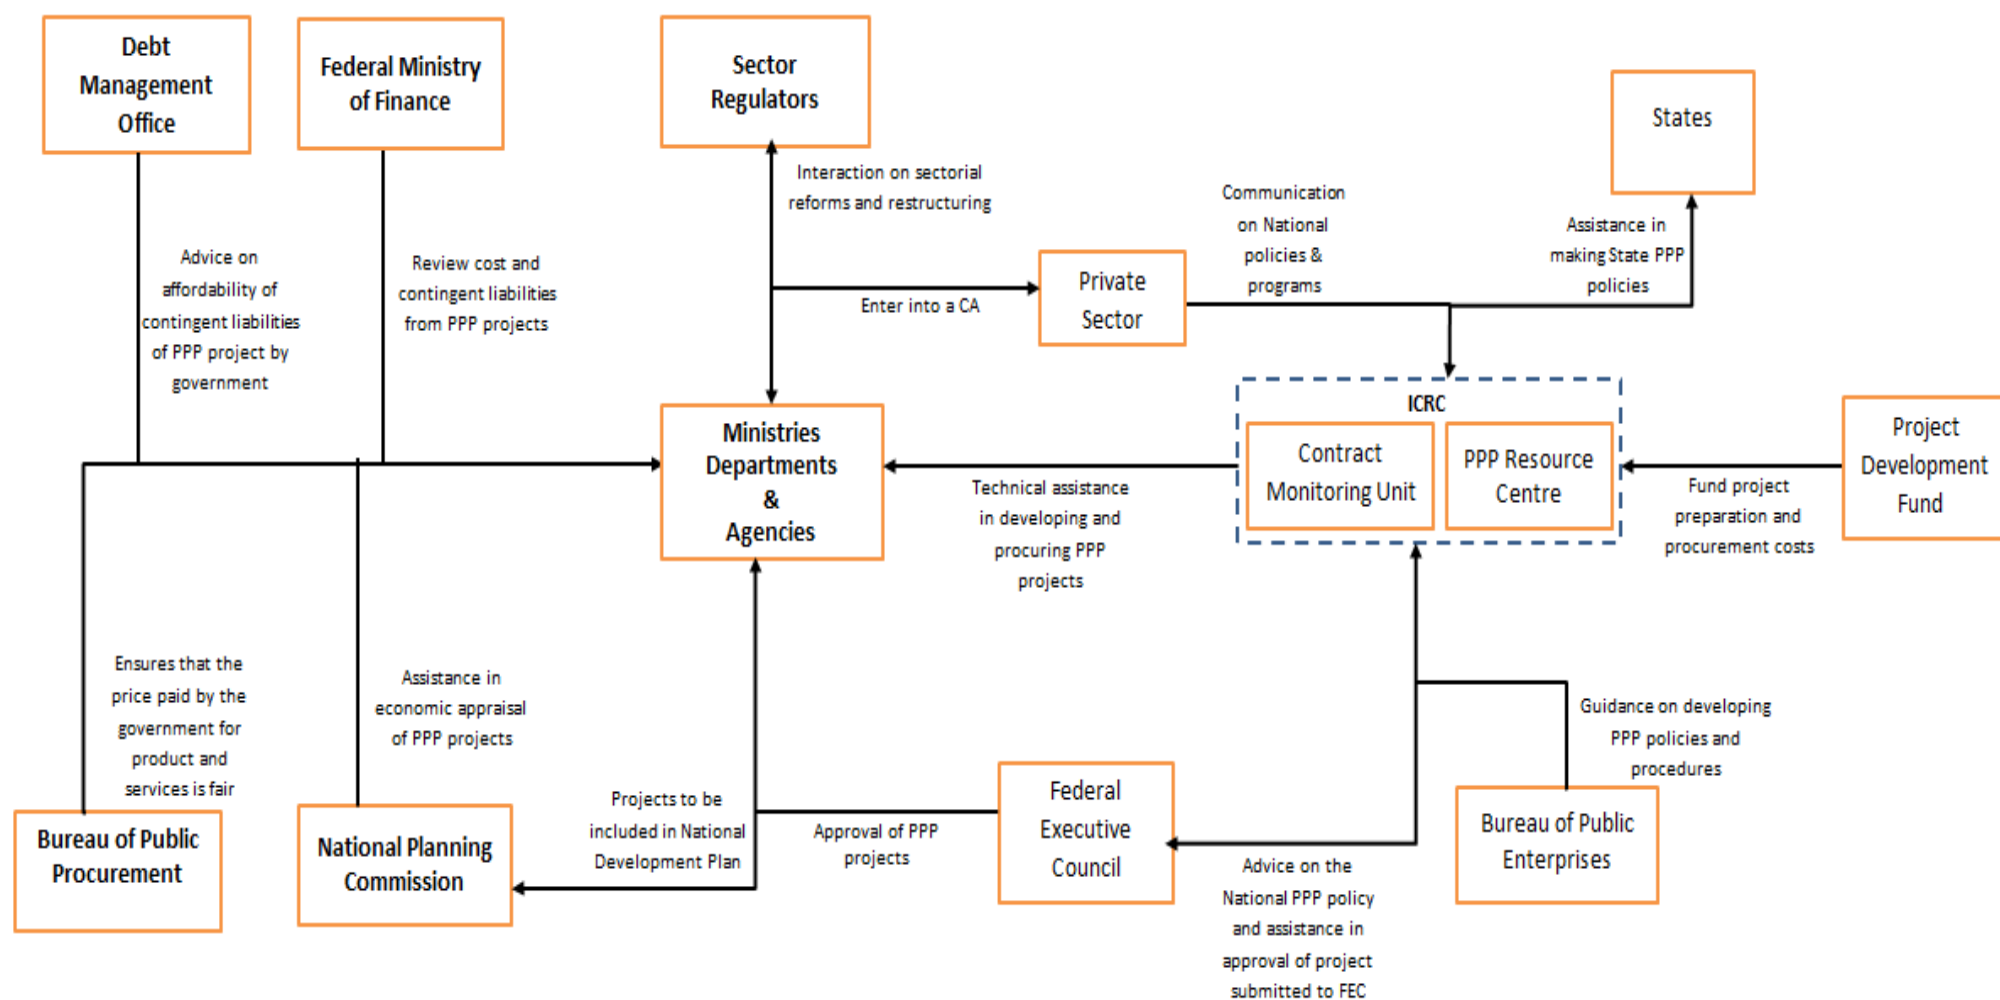 Debt
Management
Office
Federal Ministry
of Finance
Sector
Regulators
States
Interaction on sectorial
reforms and restructuring
Communication
on National
policies &
programs
Assistance in
making State PPP
policies
Advice on
affordability of
contingent liabilities
of PPP project by
government
Review cost and
contingent liabilities
from PPP projects
Enter into a CA
Private
Sector
Ministries
Departments
&
Agencies
ICRC
Contract
Monitoring Unit
PPP Resource
Centre
Project
Development
Fund
Technical assistance
in developing and
procuring PPP
projects
Fund project
preparation and
procurement costs
Ensures that the
price paid by the
government for
product and
services is fair
Assistance in
economic appraisal
of PPP projects
Projects to be
included in National
Development Plan
Approval of PPP
projects
Federal
Executive
Council
Guidance on developing
PPP policies and
procedures
Bureau of Public
Procurement
National Planning
Commission
Bureau of Public
Enterprises
Advice on the
National PPP policy
and assistance in
approval of project
submitted to FEC